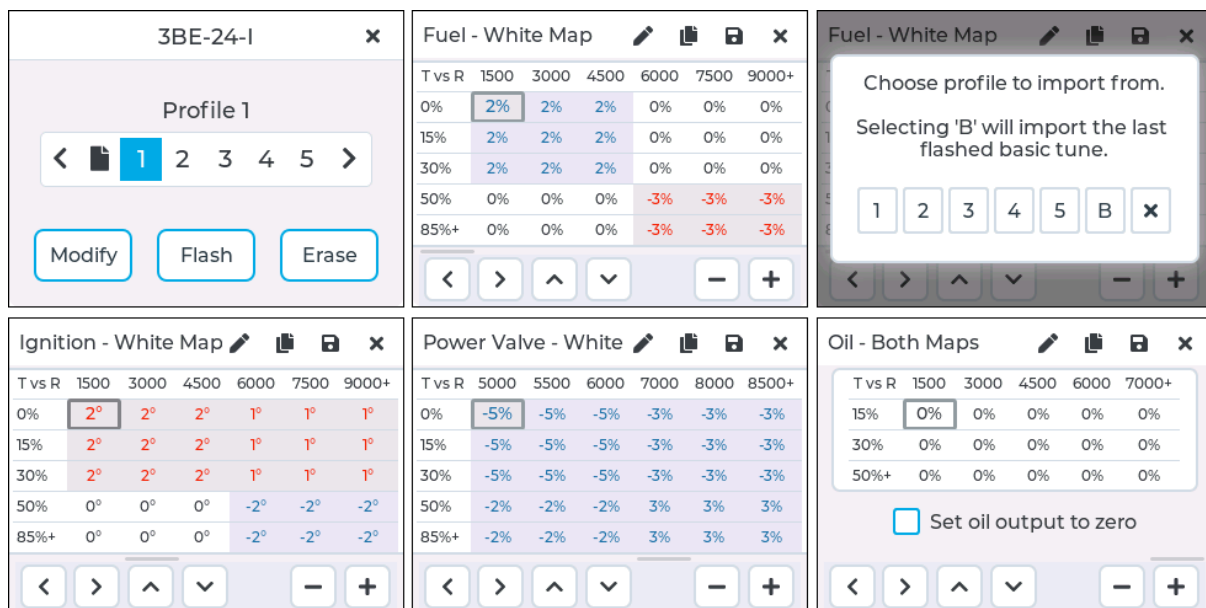 3BE-24-I
Profile 1
1 2 3 4 5
Modify Flash Erase
Fuel - White Map
T vs R 1500 3000 4500 6000 7500 9000+
0% 2% 2% 2% 0% 0% 0%
15% 2% 2% 2% 0% 0% 0%
30% 2% 2% 2% 0% 0% 0%
50% 0% 0% 0% -3% -3% -3%
85%+ 0% 0% 0% -3% -3% -3%
Fuel - White Map
Choose profile to import from.
Selecting 'B' will import the last
flashed basic tune.
1 2 3 4 5 B
Ignition - White Map
T vs R 1500 3000 4500 6000 7500 9000+
0% 2° 2° 2° 1° 1° 1°
15% 2° 2° 2° 1° 1° 1°
30% 2° 2° 2° 1° 1° 1°
50% 0° 0° 0° -2° -2° -2°
85%+ 0° 0° 0° -2° -2° -2°
Power Valve - White
T vs R 5000 5500 6000 7000 8000 8500+
0% -5% -5% -5% -3% -3% -3%
15% -5% -5% -5% -3% -3% -3%
30% -5% -5% -5% -3% -3% -3%
50% -2% -2% -2% 3% 3% 3%
85%+ -2% -2% -2% 3% 3% 3%
Oil - Both Maps
T vs R 1500 3000 4500 6000 7000+
15% 0% 0% 0% 0% 0%
30% 0% 0% 0% 0% 0%
50%+ 0% 0% 0% 0% 0%
Set oil output to zero